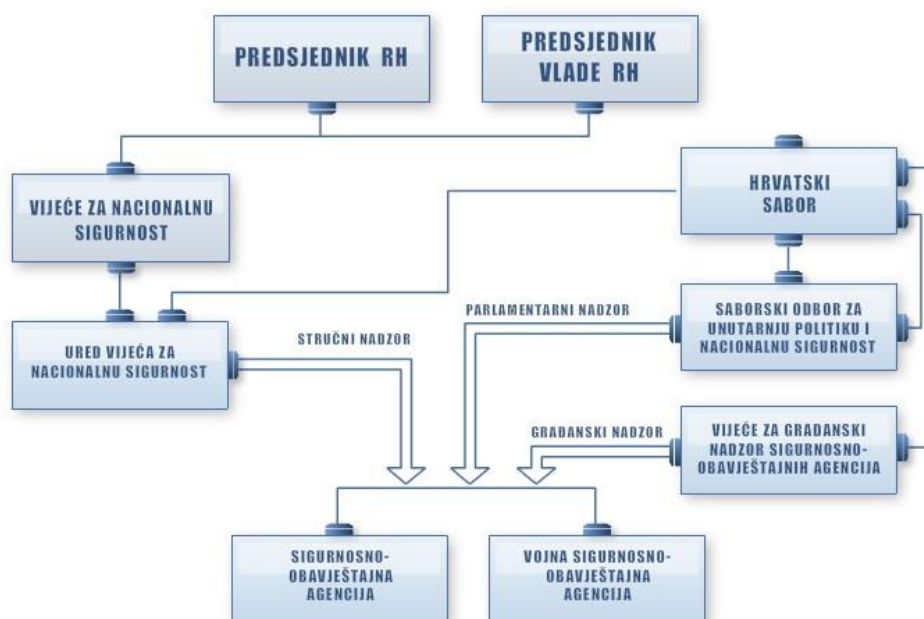 PREDSJEDNIK RH
PREDSJEDNIK
VLADE RH
VIJEĆE ZA NACIONALNU
SIGURNOST
HRVATSKI
SABOR
URED VIJEĆA ZA
NACIONALNU SIGURNOST
STRUČNI NADZOR
PARLAMENTARNI NADZOR
SABORSKI ODBOR ZA
UNUTARNJU POLITIKU I
NACIONALNU SIGURNOST
GRAĐANSKI NADZOR
VIJEĆE ZA GRAĐANSKI
NADZOR SIGURNOSNO-
OBAVJEŠTAJNIH AGENCIJA
SIGURNOSNO-
OBAVJEŠTAJNA
AGENCIJA
VOJNA SIGURNOSNO-
OBAVJEŠTAJNA
AGENCIJA